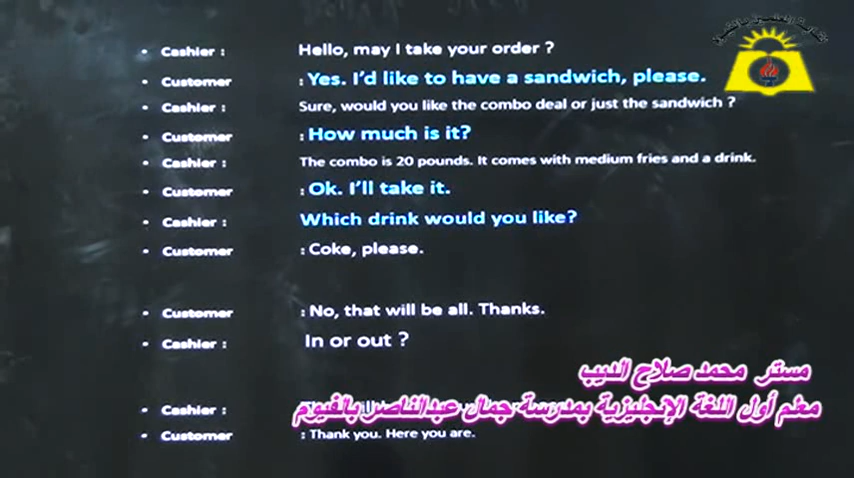 نقابة المعلمين بالفيوم
• Cashier : Hello, may I take your order ?
• Customer : Yes. I'd like to have a sandwich, please.
• Cashier : Sure, would you like the combo deal or just the sandwich ?
• Customer : How much is it?
• Cashier : The combo is 20 pounds. It comes with medium fries and a drink.
• Customer : Ok. I'll take it.
• Cashier : Which drink would you like?
• Customer : Coke, please.
• Customer : No, that will be all. Thanks.
• Cashier : In or out ?
مستر محمد صلاح الديب
• Cashier :
معلم أول اللغة الإنجليزية بمدرسة جمال عبدالناصر بالفيوم
• Customer : Thank you. Here you are.